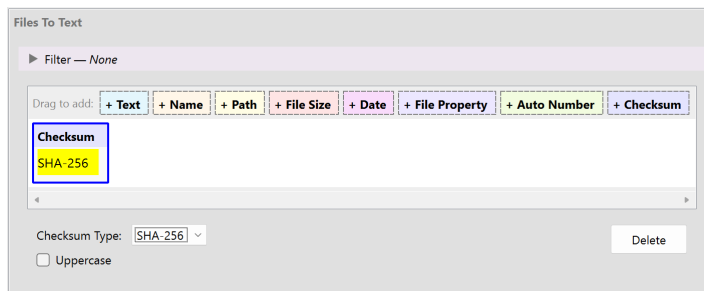 Files To Text
Filter — None
Drag to add: + Text + Name + Path + File Size + Date + File Property + Auto Number + Checksum
Checksum
SHA-256
Checksum Type: SHA-256
Delete
Uppercase